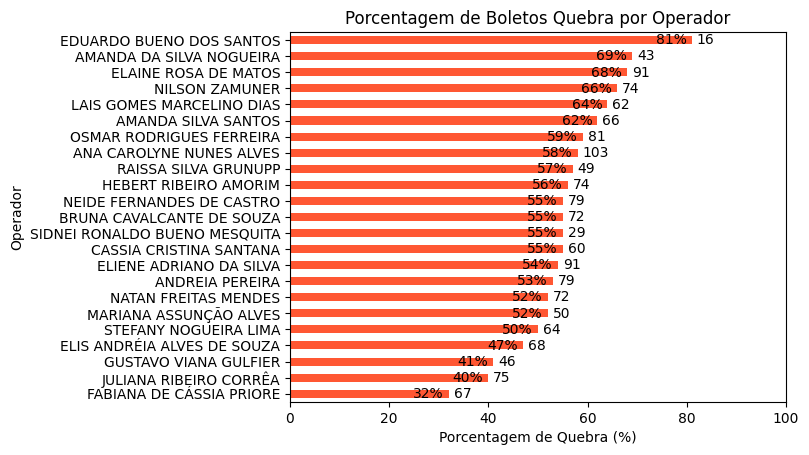 Porcentagem de Boletos Quebra por Operador
EDUARDO BUENO DOS SANTOS 81% 16
AMANDA DA SILVA NOGUEIRA 69% 43
ELAINE ROSA DE MATOS 68% 91
NILSON ZAMUNER 66% 74
LAIS GOMES MARCELINO DIAS 64% 62
AMANDA SILVA SANTOS 62% 66
OSMAR RODRIGUES FERREIRA 59% 81
ANA CAROLYNE NUNES ALVES 58% 103
RAISSA SILVA GRUNUPP 57% 49
HEBERT RIBEIRO AMORIM 56% 74
NEIDE FERNANDES DE CASTRO 55% 79
BRUNA CAVALCANTE DE SOUZA 55% 72
SIDNEI RONALDO BUENO MESQUITA 55% 29
CASSIA CRISTINA SANTANA 55% 60
ELIENE ADRIANO DA SILVA 54% 91
ANDREIA PEREIRA 53% 79
NATAN FREITAS MENDES 52% 72
MARIANA ASSUNÇÃO ALVES 52% 50
STEFANY NOGUEIRA LIMA 50% 64
ELIS ANDRÉIA ALVES DE SOUZA 47% 68
GUSTAVO VIANA GULFIER 41% 46
JULIANA RIBEIRO CORRÊA 40% 75
FABIANA DE CÁSSIA PRIORE 32% 67
Operador
0 20 40 60 80 100
Porcentagem de Quebra (%)